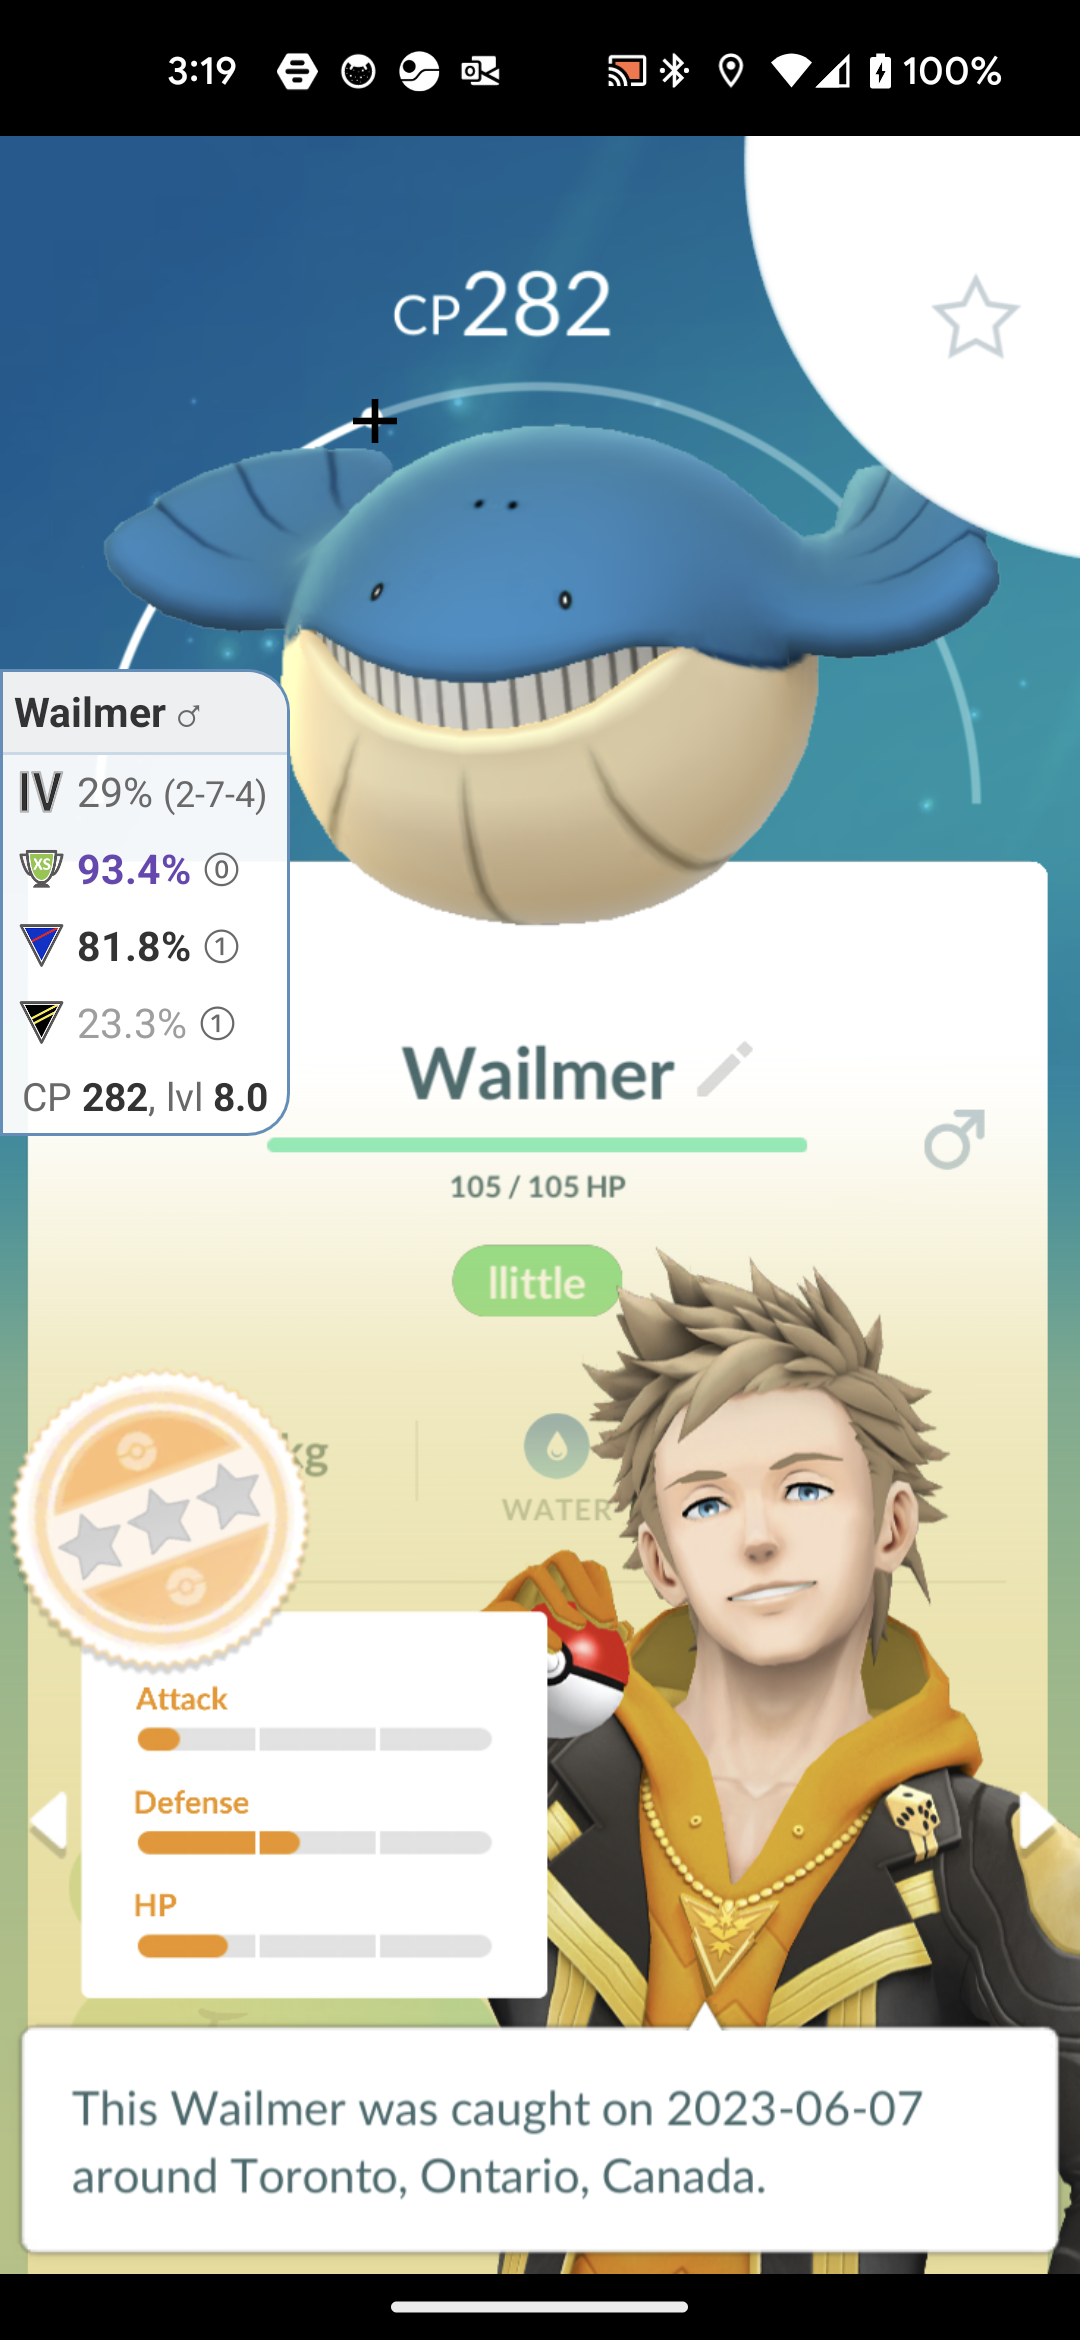 3:19 100%
CP282
Wailmer ♂
IV 29% (2-7-4)
XS 93.4% 0
81.8% 1
23.3% 1
CP 282, lvl 8.0
Wailmer
105 / 105 HP
llittle
kg
WATER
Attack
Defense
HP
This Wailmer was caught on 2023-06-07
around Toronto, Ontario, Canada.